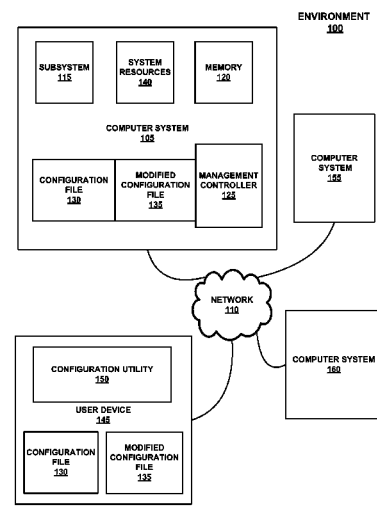 ENVIRONMENT
100
SUBSYSTEM
115
SYSTEM
RESOURCES
140
MEMORY
120
COMPUTER SYSTEM
105
CONFIGURATION
FILE
130
MODIFIED
CONFIGURATION
FILE
135
MANAGEMENT
CONTROLLER
125
COMPUTER
SYSTEM
155
NETWORK
110
COMPUTER SYSTEM
160
CONFIGURATION UTILITY
150
USER DEVICE
145
CONFIGURATION
FILE
130
MODIFIED
CONFIGURATION
FILE
135